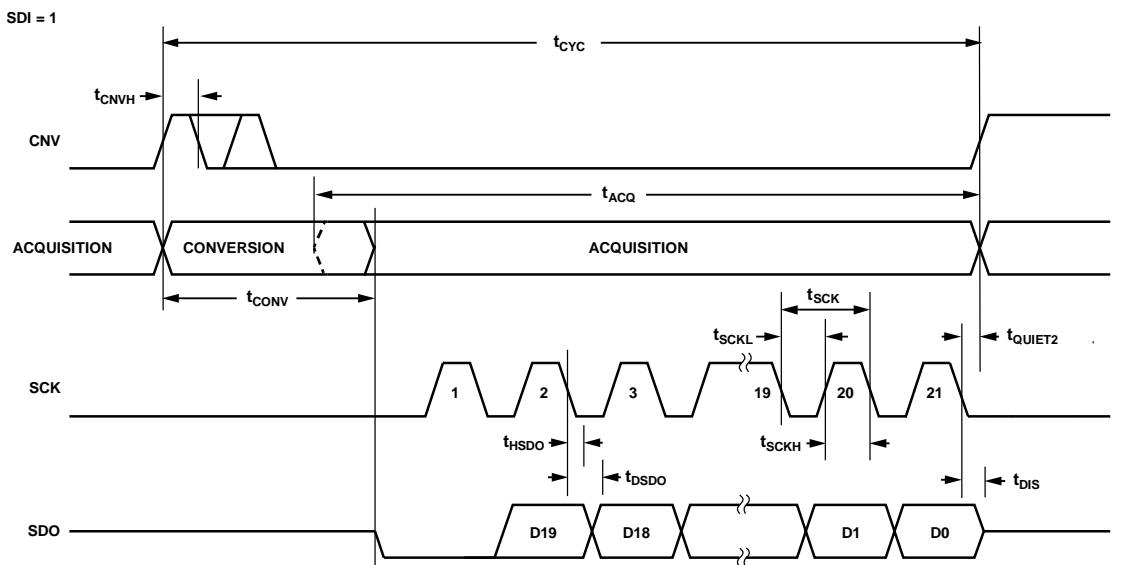 SDI = 1
tCYC
tCNVH
CNV
tACQ
ACQUISITION
CONVERSION
ACQUISITION
tCONV
tSCK
tSCKL
tQUIET2
SCK
1
2
3
19
20
21
tHSDO
tSCKH
tDSDO
tDIS
SDO
D19
D18
D1
D0